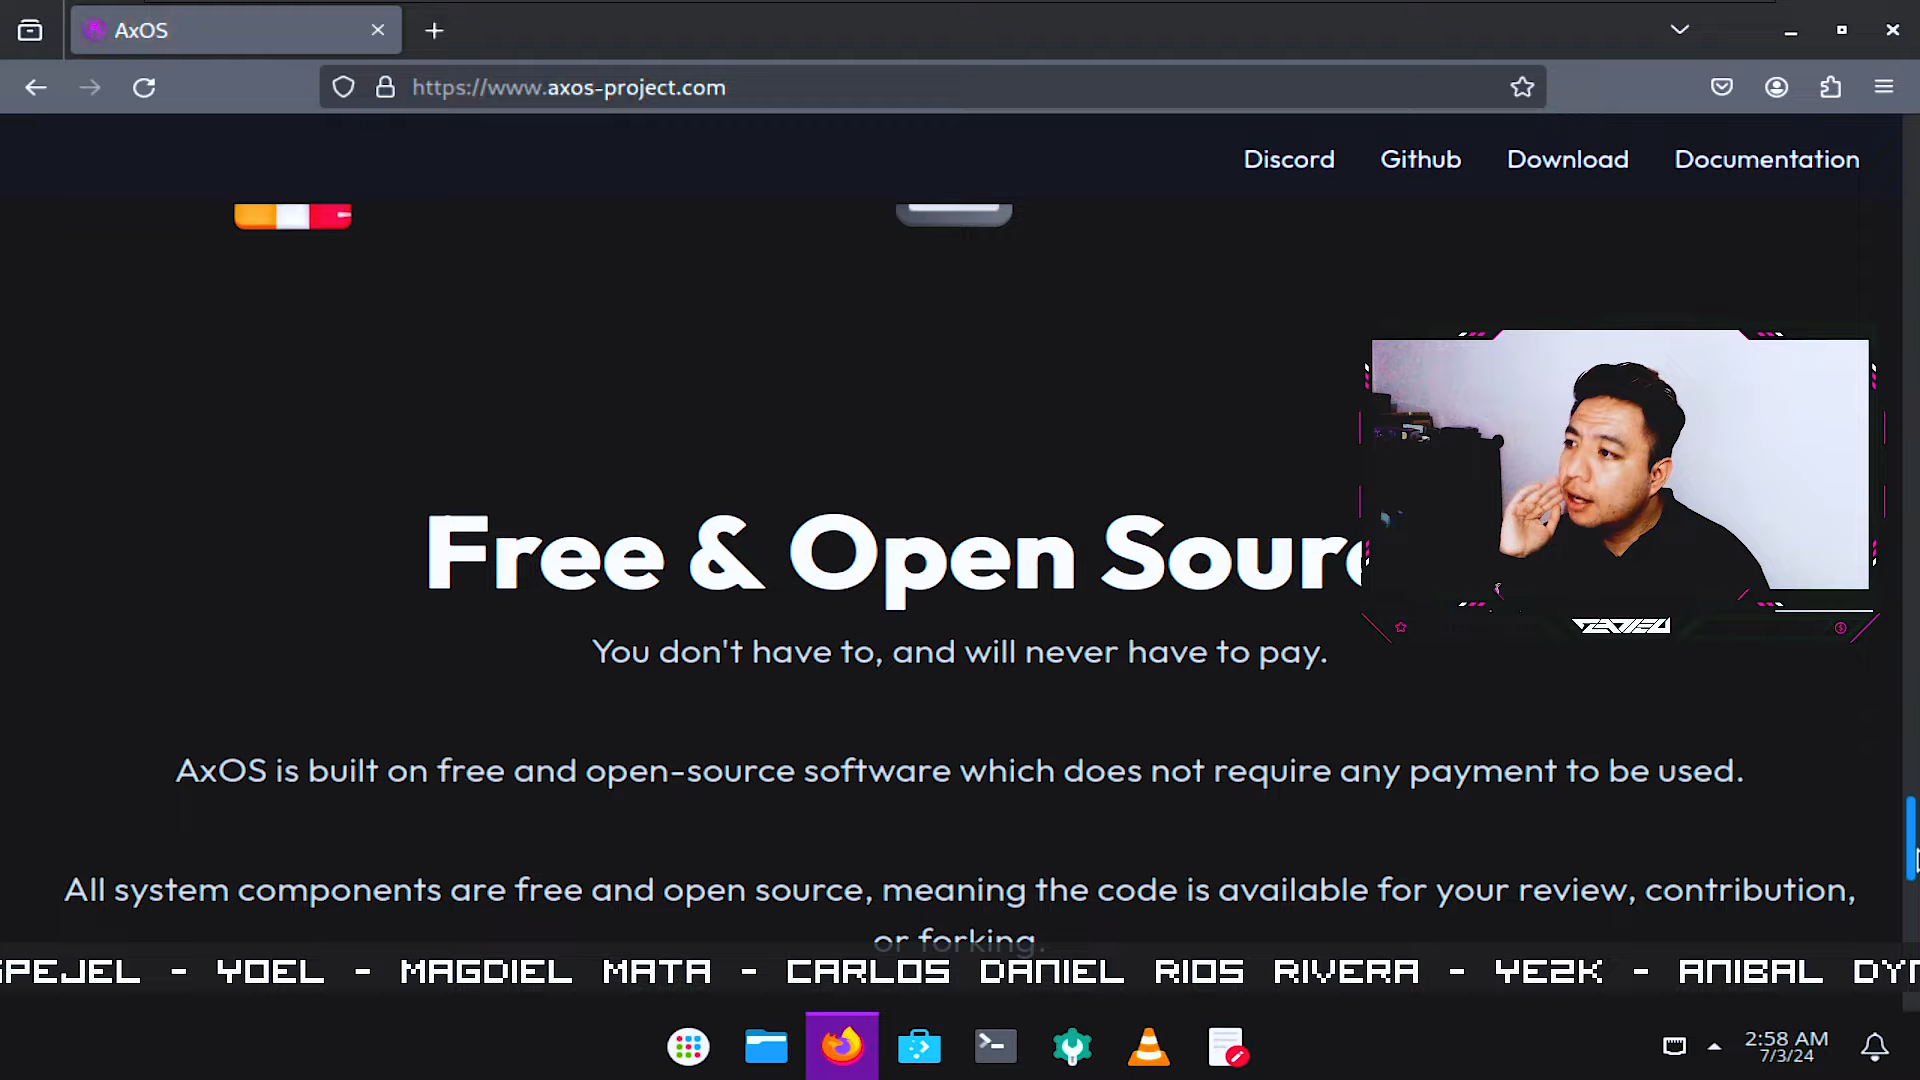 AxOS
https://www.axos-project.com
Discord Github Download Documentation
Free & Open Sourc
You don't have to, and will never have to pay.
AxOS is built on free and open-source software which does not require any payment to be used.
All system components are free and open source, meaning the code is available for your review, contribution,
or forking.
SPEJEL - YOEL - MAGDIEL MATA - CARLOS DANIEL RIOS RIVERA - YE2K - ANIBAL DYN
2:58 AM
7/3/24